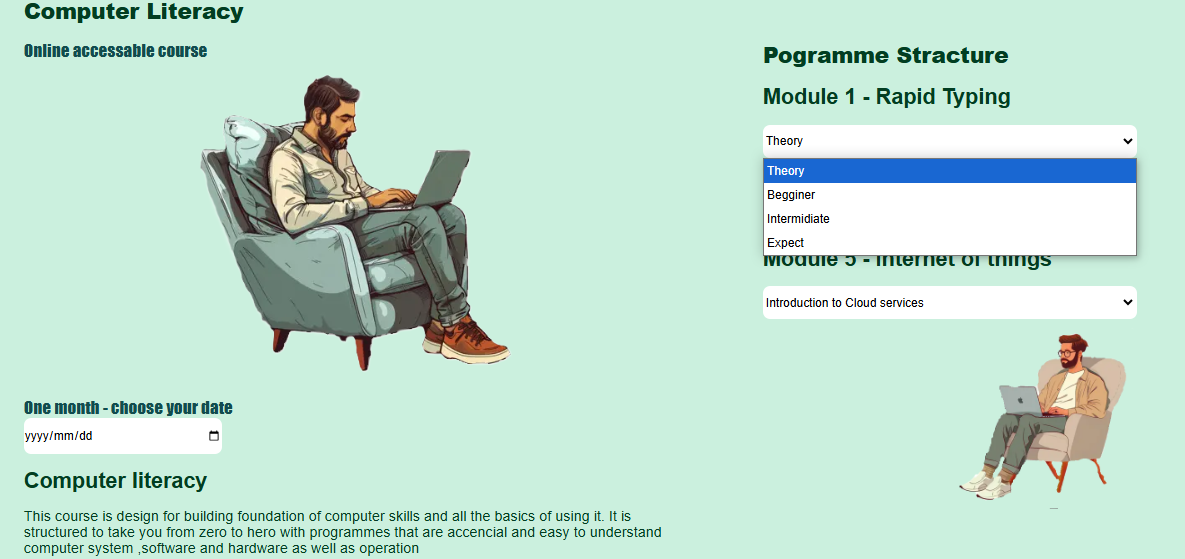 Computer Literacy
Online accessable course
One month - choose your date
yyyy/mm/dd
Computer literacy
This course is design for building foundation of computer skills and all the basics of using it. It is
structured to take you from zero to hero with programmes that are accencial and easy to understand
computer system ,software and hardware as well as operation
Pogramme Stracture
Module 1 - Rapid Typing
Theory
Theory
Begginer
Intermidiate
Expect
Module 5 - Internet of things
Introduction to Cloud services